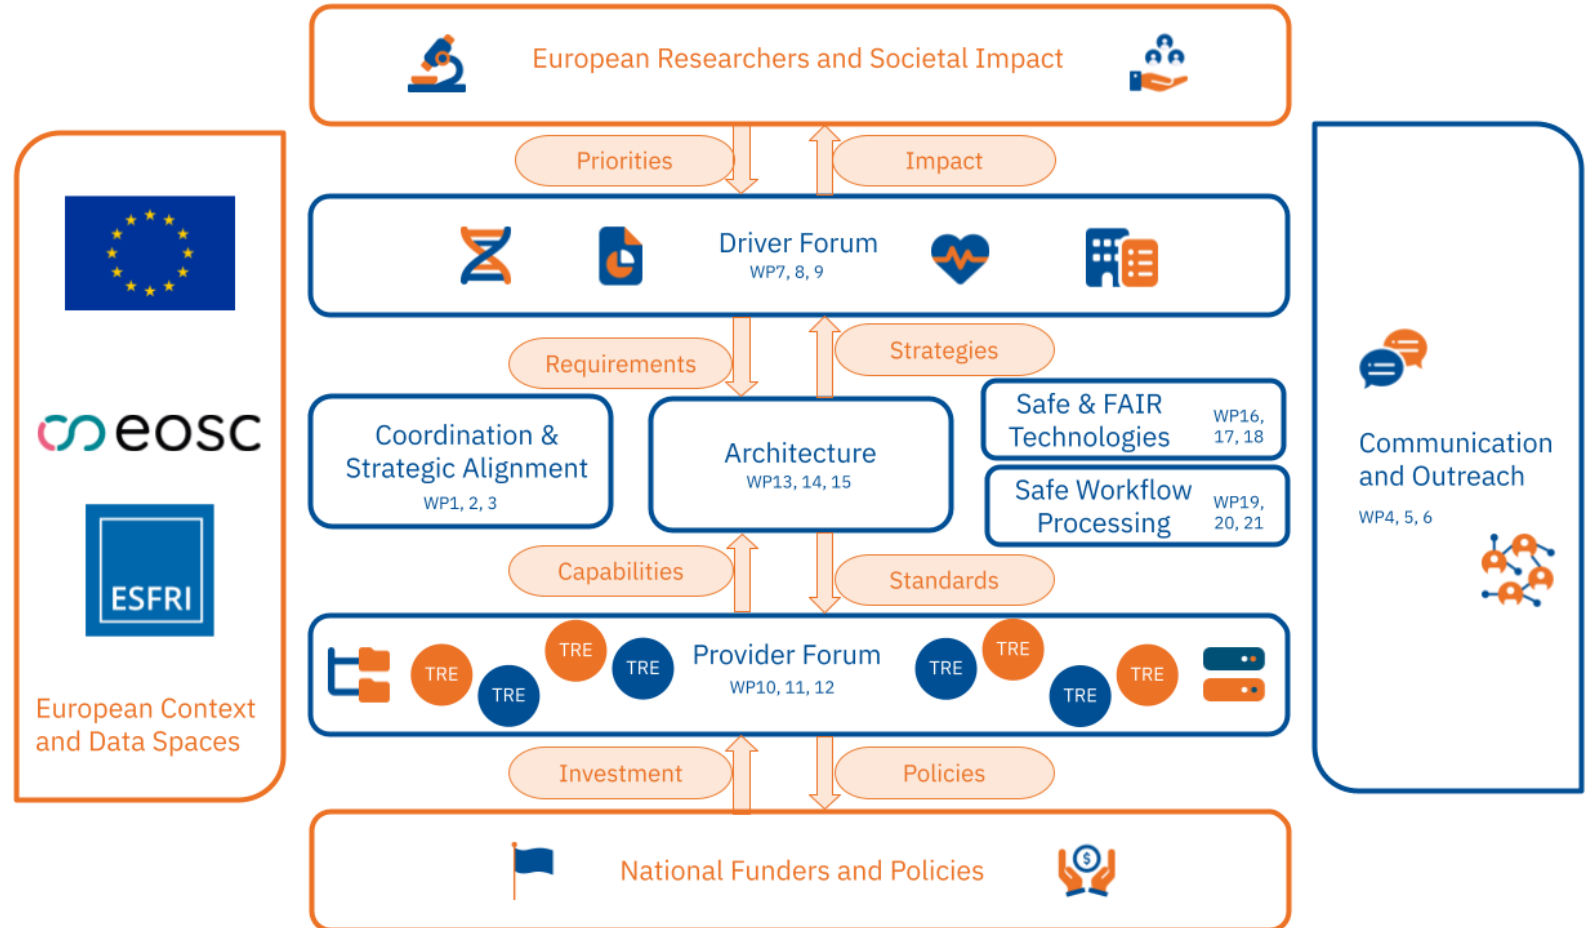 European Researchers and Societal Impact
Priorities
Impact
Driver Forum
WP7, 8, 9
Requirements
Strategies
Coordination &
Strategic Alignment
WP1, 2, 3
Architecture
WP13, 14, 15
Safe & FAIR
Technologies
WP16,
17, 18
Safe Workflow
Processing
WP19,
20, 21
Capabilities
Standards
TRE
TRE
TRE
TRE
Provider Forum
WP10, 11, 12
TRE
TRE
TRE
TRE
Investment
Policies
National Funders and Policies
$
eosc
ESFRI
European Context
and Data Spaces
Communication
and Outreach
WP4, 5, 6